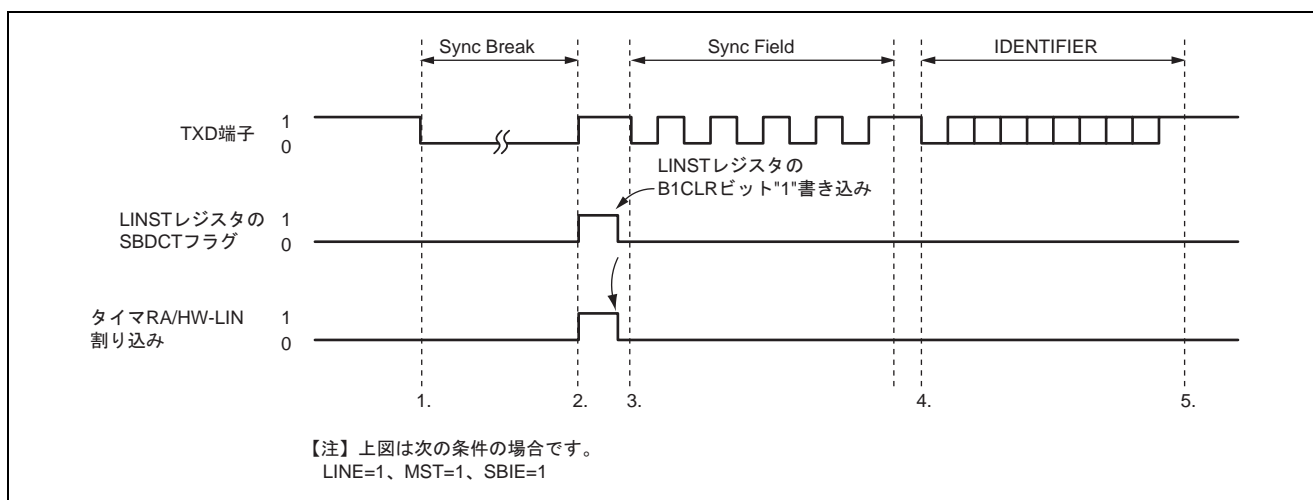 Sync Break
Sync Field
IDENTIFIER
TXD端子
1
0
LINSTレジスタの
B1CLRビット"1"書き込み
LINSTレジスタの
SBDCTフラグ
1
0
タイマRA/HW-LIN
割り込み
1
0
1.
2.
3.
4.
5.
【注】上図は次の条件の場合です。
LINE=1、MST=1、SBIE=1